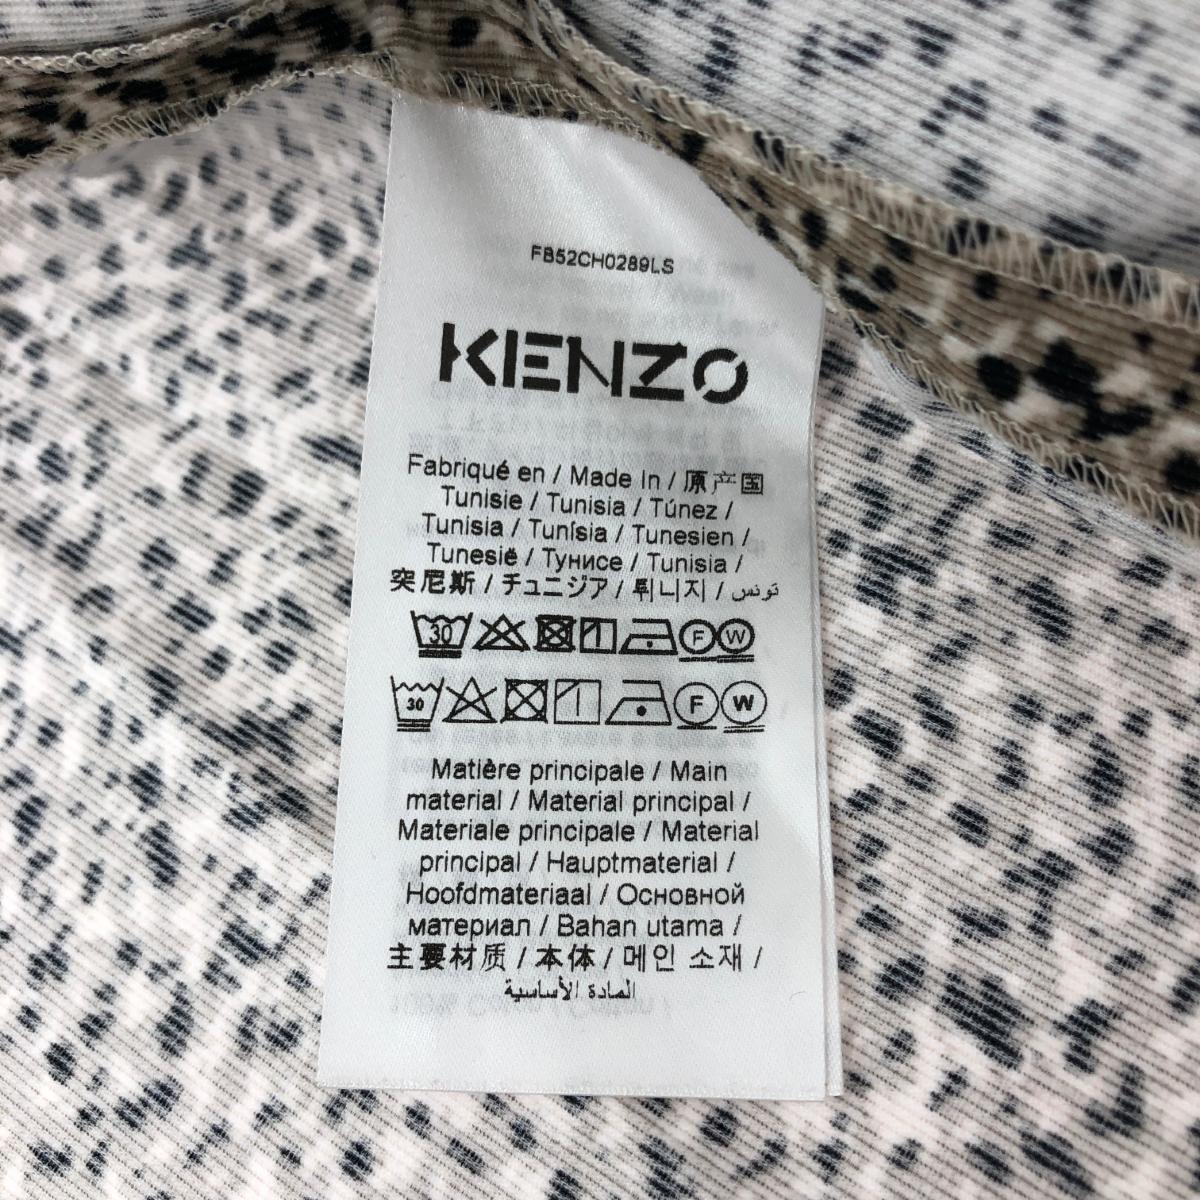 FB52CH0289LS
KENZO
Fabriqué en / Made In / 原产国
Tunisie / Tunisia / Túnez /
Tunisia / Tunísia / Tunesien /
Tunesië / Тунисе / Tunisia /
突尼斯 / チュニジア / 튀니지 / تونس
30 F W
30 F W
Matière principale / Main
material / Material principal /
Materiale principale / Material
principal / Hauptmaterial /
Hoofdmateriaal / Основной
материал / Bahan utama /
主要材质 / 本体 / 메인 소재 /
المادة الأساسية